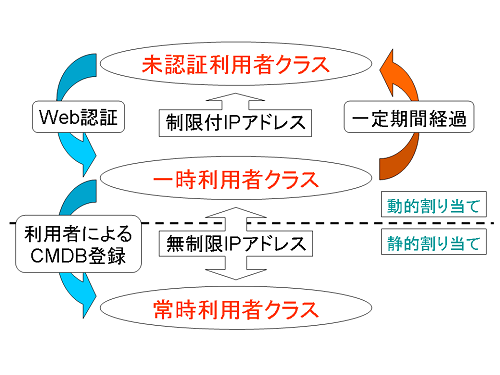 未認証利用者クラス
Web認証
制限付IPアドレス
一定期間経過
一時利用者クラス
動的割り当て
利用者による
CMDB登録
無制限IPアドレス
静的割り当て
常時利用者クラス